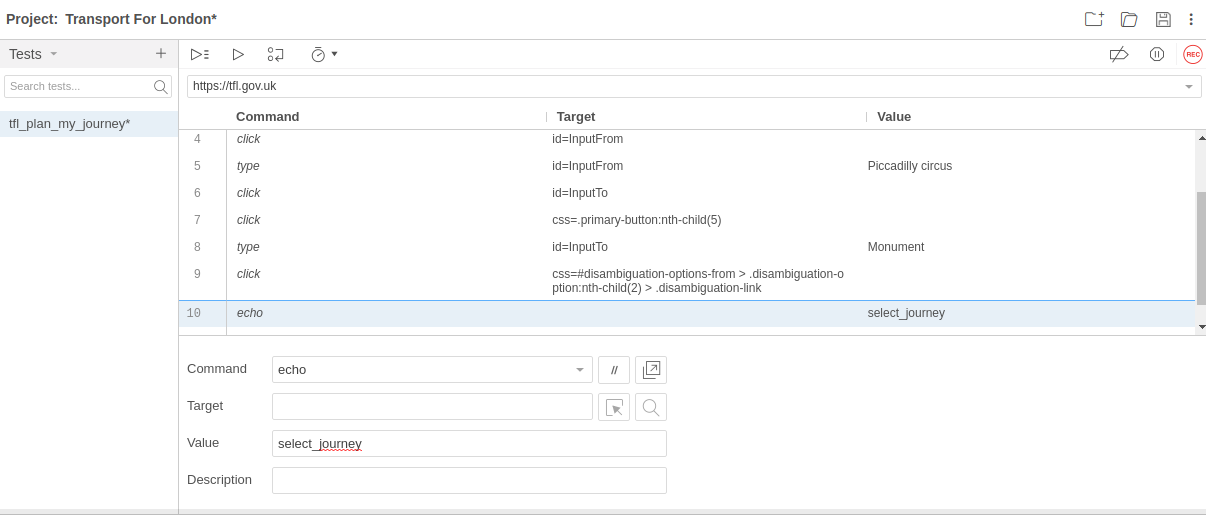 Project: Transport For London*
Tests
Search tests...
tfl_plan_my_journey*
REC
https://tfl.gov.uk
Command Target Value
4 click id=InputFrom
5 type id=InputFrom Piccadilly circus
6 click id=InputTo
7 click css=.primary-button:nth-child(5)
8 type id=InputTo Monument
9 click css=#disambiguation-options-from > .disambiguation-o
ption:nth-child(2) > .disambiguation-link
10 echo select_journey
Command echo //
Target
Value select_journey
Description